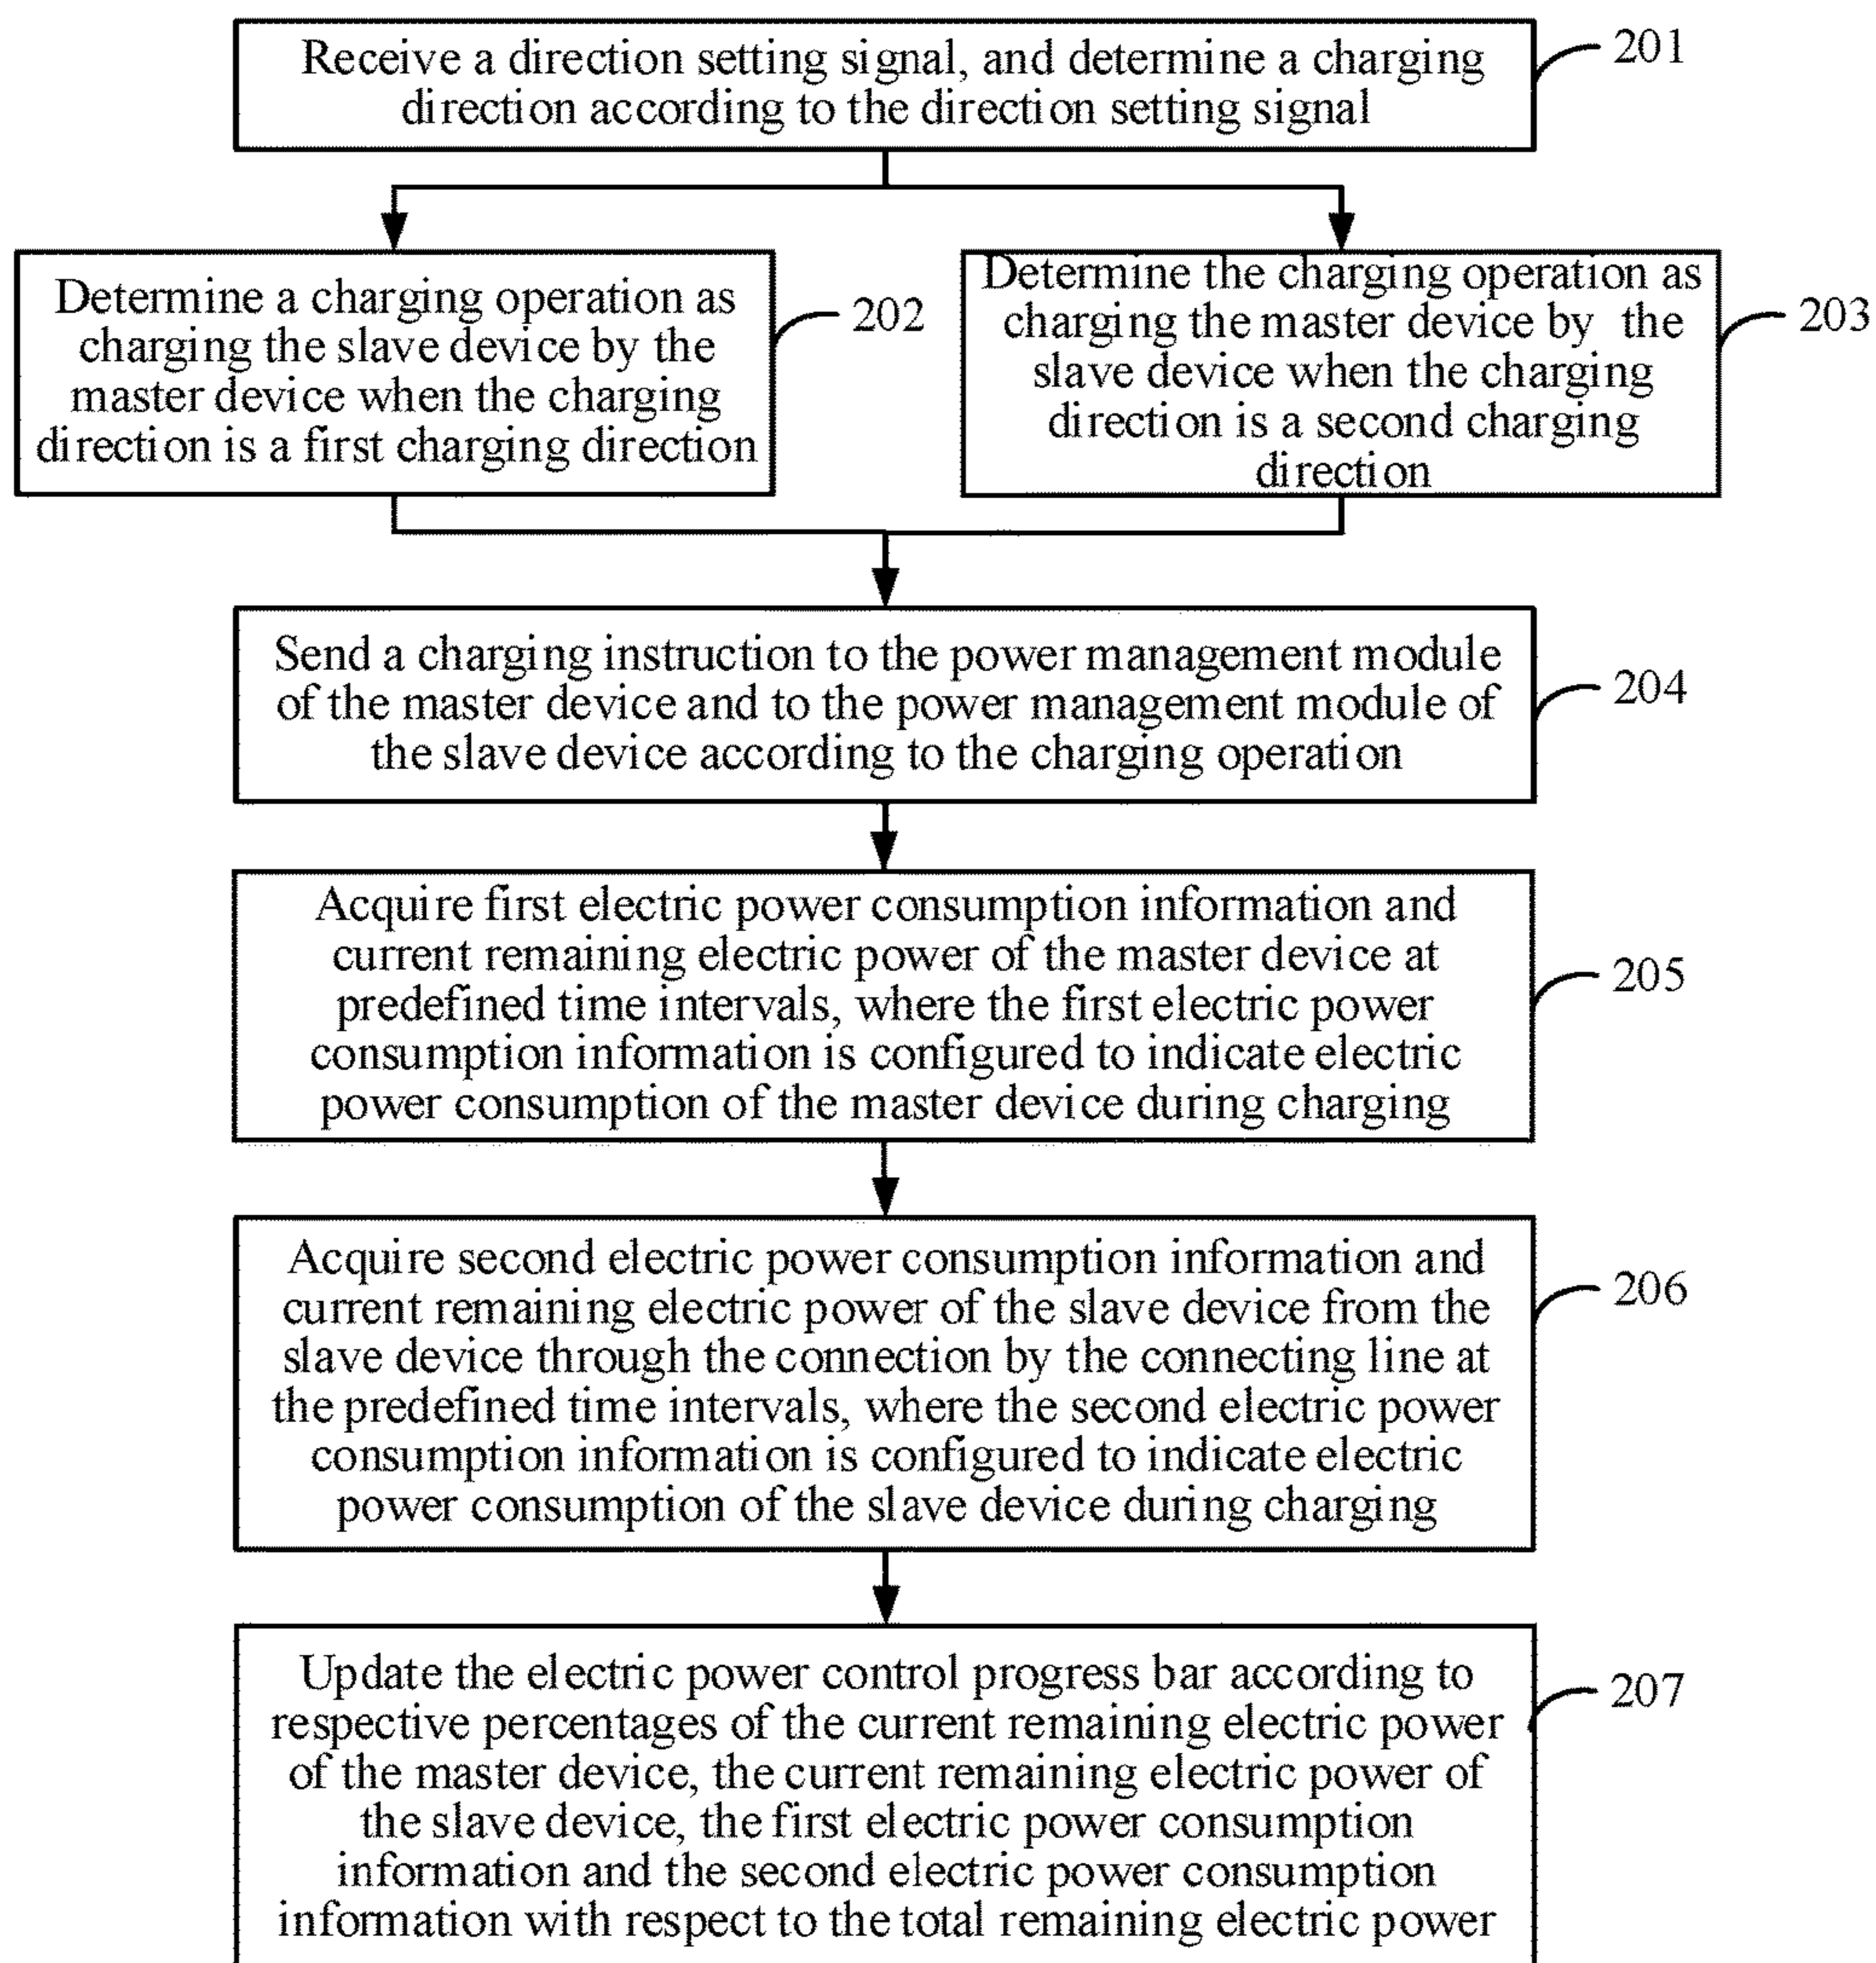 Receive a direction setting signal, and determine a charging
direction according to the direction setting signal
201
Determine a charging operation as
charging the slave device by the
master device when the charging
direction is a first charging direction
202
Determine the charging operation as
charging the master device by the
slave device when the charging
direction is a second charging
direction
203
Send a charging instruction to the power management module
of the master device and to the power management module of
the slave device according to the charging operation
204
Acquire first electric power consumption information and
current remaining electric power of the master device at
predefined time intervals, where the first electric power
consumption information is configured to indicate electric
power consumption of the master device during charging
205
Acquire second electric power consumption information and
current remaining electric power of the slave device from the
slave device through the connection by the connecting line at
the predefined time intervals, where the second electric power
consumption information is configured to indicate electric
power consumption of the slave device during charging
206
Update the electric power control progress bar according to
respective percentages of the current remaining electric power
of the master device, the current remaining electric power of
the slave device, the first electric power consumption
information and the second electric power consumption
information with respect to the total remaining electric power
207